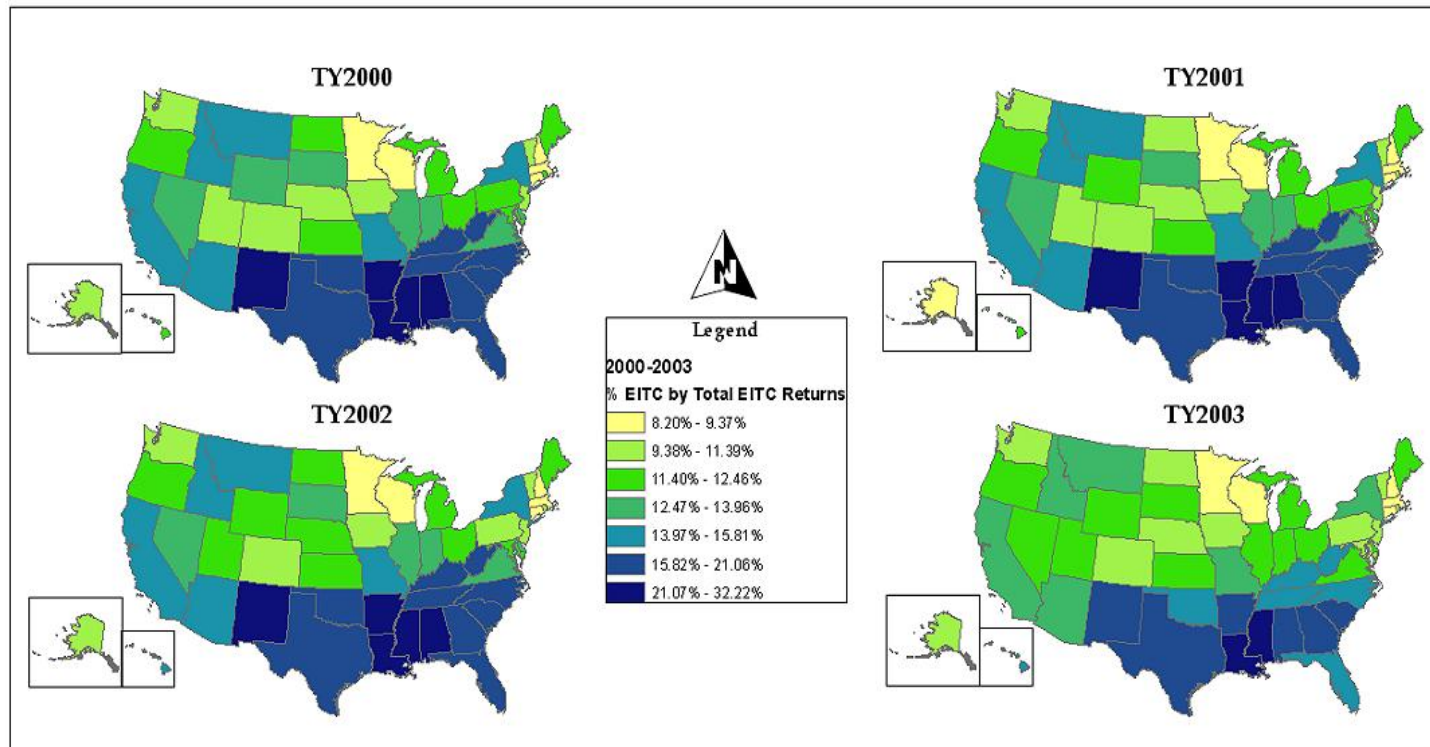 TY2000
TY2001
N
Legend
2000-2003
% EITC by Total EITC Returns
8.20% - 9.37%
9.38% - 11.39%
11.40% - 12.46%
12.47% - 13.96%
13.97% - 15.81%
15.82% - 21.06%
21.07% - 32.22%
TY2002
TY2003